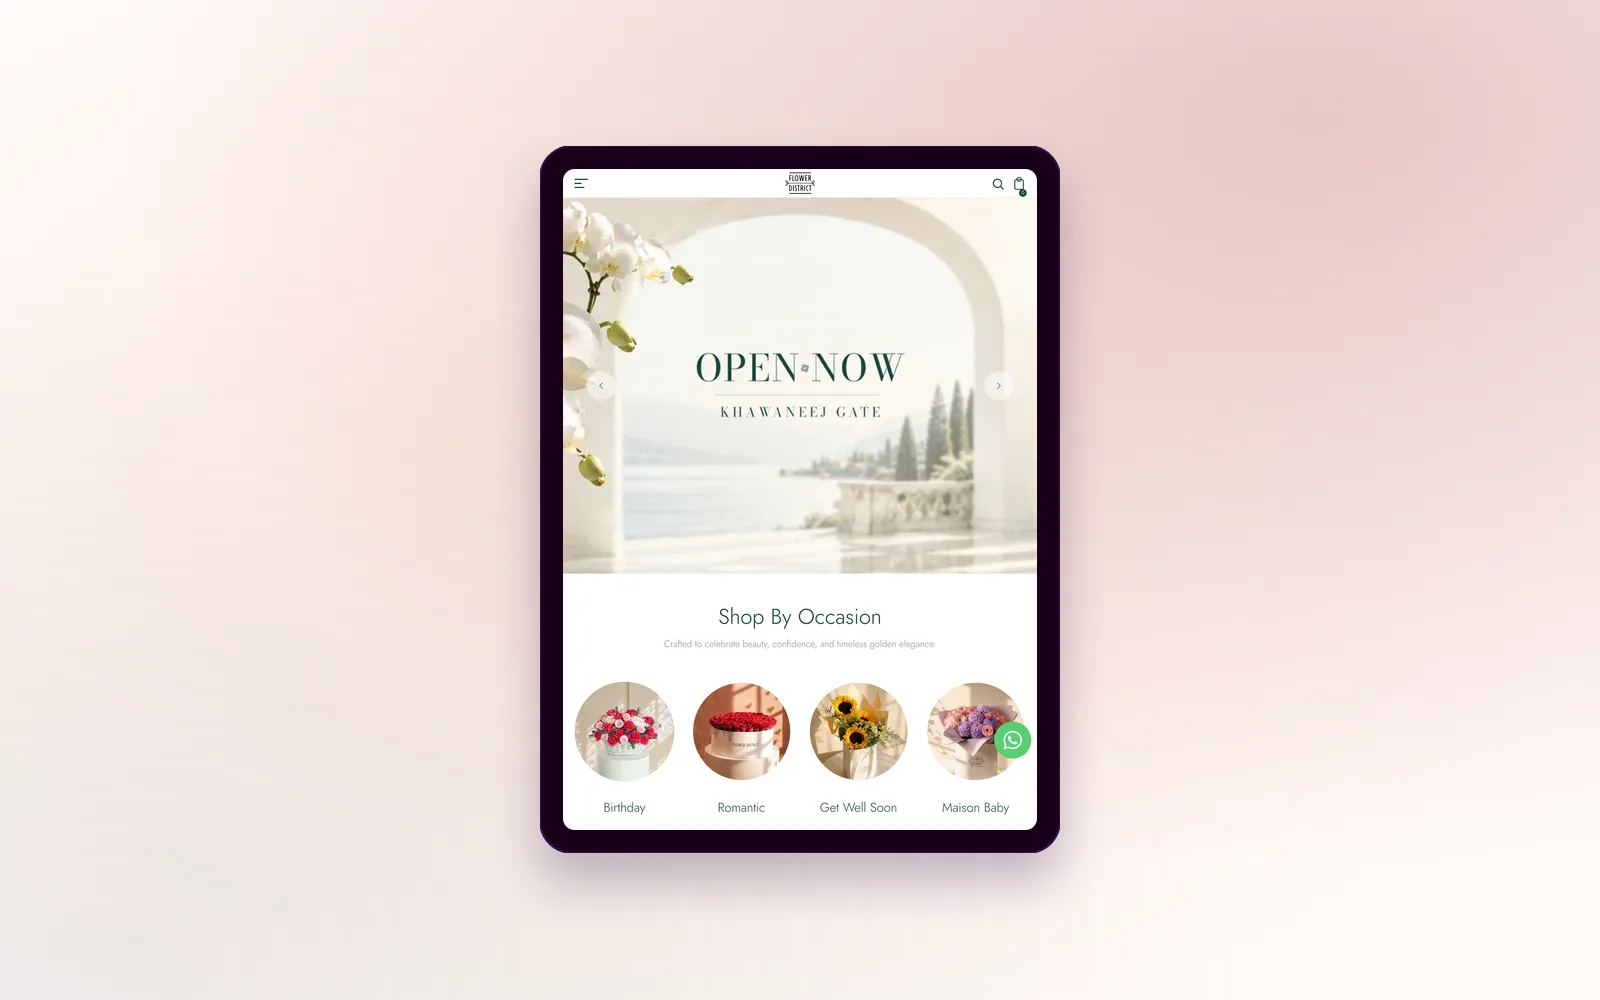 FLOWER
DISTRICT
OPEN NOW
KHAWANEEJ GATE
Shop By Occasion
Crafted to celebrate beauty, confidence, and timeless golden elegance.
Birthday
Romantic
Get Well Soon
Maison Baby